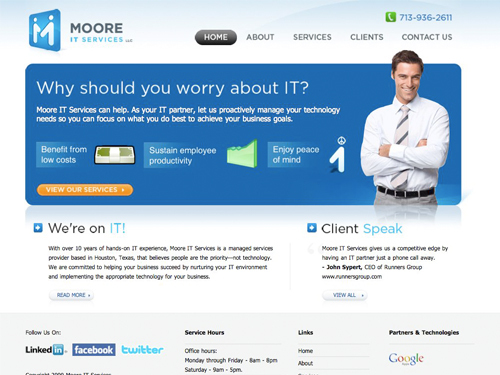 MOORE
IT SERVICES LLC
713-936-2611
HOME ABOUT SERVICES CLIENTS CONTACT US
Why should you worry about IT?
Moore IT Services can help. As your IT partner, let us proactively manage your technology
needs so you can focus on what you do best to achieve your business goals.
Benefit from
low costs
Sustain employee
productivity
Enjoy peace
of mind
VIEW OUR SERVICES
We're on IT!
With over 10 years of hands-on IT experience, Moore IT Services is a managed services
provider based in Houston, Texas, that believes people are the priority—not technology.
We are committed to helping your business succeed by nurturing your IT environment
and implementing the appropriate technology for your business.
READ MORE
Client Speak
Moore IT Services gives us a competitive edge by
having an IT partner just a phone call away.
- John Sypert, CEO of Runners Group
www.runnersgroup.com
VIEW ALL
Follow Us On:
Linked in
facebook
twitter
Service Hours
Office hours:
Monday through Friday - 8am - 8pm
Saturday - 9am - 5pm.
Links
Home
About
Services
Partners & Technologies
Google
Copyright 2009 Moore IT Services